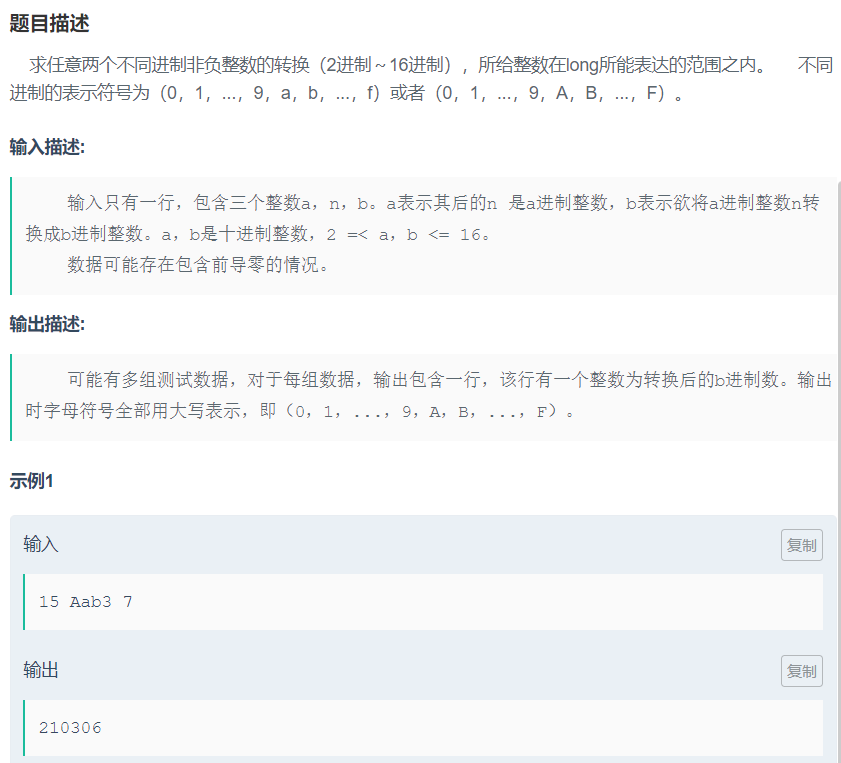 题目描述
求任意两个不同进制非负整数的转换（2进制～16进制），所给整数在long所能表达的范围之内。 不同
进制的表示符号为（0，1，...，9，a，b，...，f）或者（0，1，...，9，A，B，...，F）。
输入描述:
输入只有一行，包含三个整数a，n，b。a表示其后的n 是a进制整数，b表示欲将a进制整数n转
换成b进制整数。a，b是十进制整数，2 =< a，b <= 16。
数据可能存在包含前导零的情况。
输出描述:
可能有多组测试数据，对于每组数据，输出包含一行，该行有一个整数为转换后的b进制数。输出
时字母符号全部用大写表示，即（0，1，...，9，A，B，...，F）。
示例1
输入
复制
15 Aab3 7
输出
复制
210306